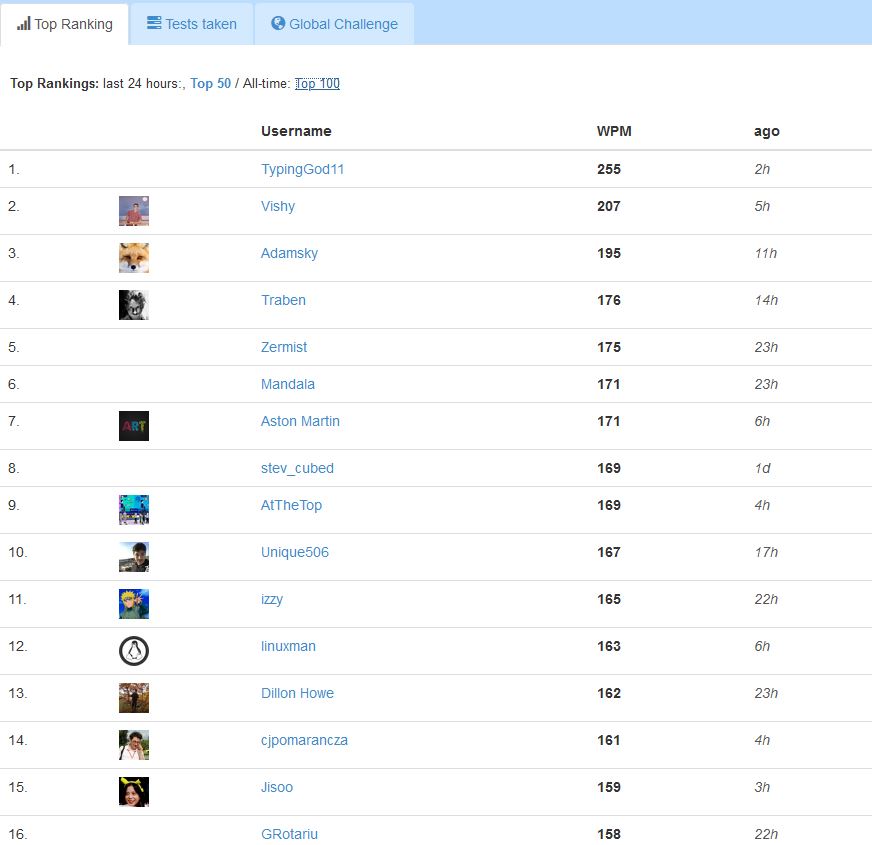 Top Ranking Tests taken Global Challenge
Top Rankings: last 24 hours:, Top 50 / All-time: Top 100
Username WPM ago
1. TypingGod11 255 2h
2. Vishy 207 5h
3. Adamsky 195 11h
4. Traben 176 14h
5. Zermist 175 23h
6. Mandala 171 23h
7. ART Aston Martin 171 6h
8. stev_cubed 169 1d
9. AtTheTop 169 4h
10. Unique506 167 17h
11. izzy 165 22h
12. linuxman 163 6h
13. Dillon Howe 162 23h
14. cjpomarancza 161 4h
15. Jisoo 159 3h
16. GRotariu 158 22h